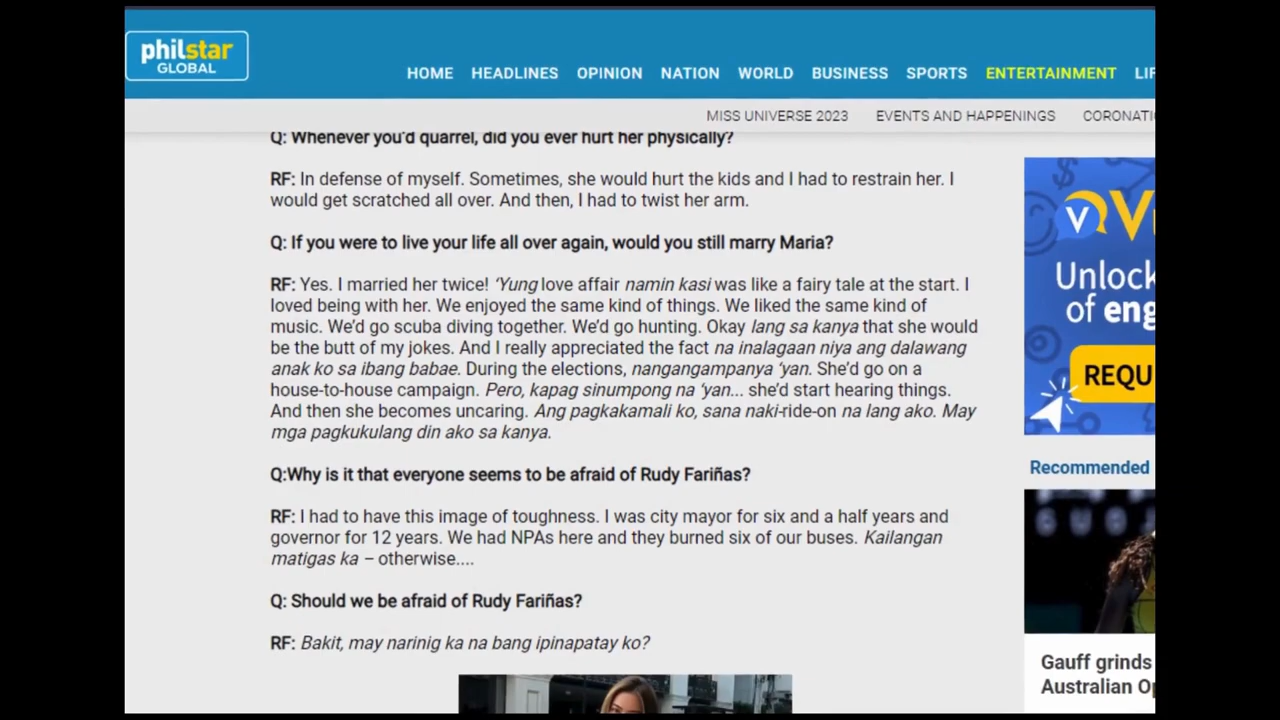 philstar
GLOBAL
HOME HEADLINES OPINION NATION WORLD BUSINESS SPORTS ENTERTAINMENT LIF
MISS UNIVERSE 2023 EVENTS AND HAPPENINGS CORONATI
Q: Whenever you'd quarrel, did you ever hurt her physically?
RF: In defense of myself. Sometimes, she would hurt the kids and I had to restrain her. I
would get scratched all over. And then, I had to twist her arm.
Q: If you were to live your life all over again, would you still marry Maria?
RF: Yes. I married her twice! ‘Yung love affair namin kasi was like a fairy tale at the start. I
loved being with her. We enjoyed the same kind of things. We liked the same kind of
music. We’d go scuba diving together. We’d go hunting. Okay lang sa kanya that she would
be the butt of my jokes. And I really appreciated the fact na inalagaan niya ang dalawang
anak ko sa ibang babae. During the elections, nangangampanya ‘yan. She’d go on a
house-to-house campaign. Pero, kapag sinumpong na ‘yan... she’d start hearing things.
And then she becomes uncaring. Ang pagkakamali ko, sana naki-ride-on na lang ako. May
mga pagkukulang din ako sa kanya.
Q:Why is it that everyone seems to be afraid of Rudy Fariñas?
RF: I had to have this image of toughness. I was city mayor for six and a half years and
governor for 12 years. We had NPAs here and they burned six of our buses. Kailangan
matigas ka – otherwise....
Q: Should we be afraid of Rudy Fariñas?
RF: Bakit, may narinig ka na bang ipinapatay ko?
Unlock
of eng
REQU
Recommended
Gauff grinds
Australian Op